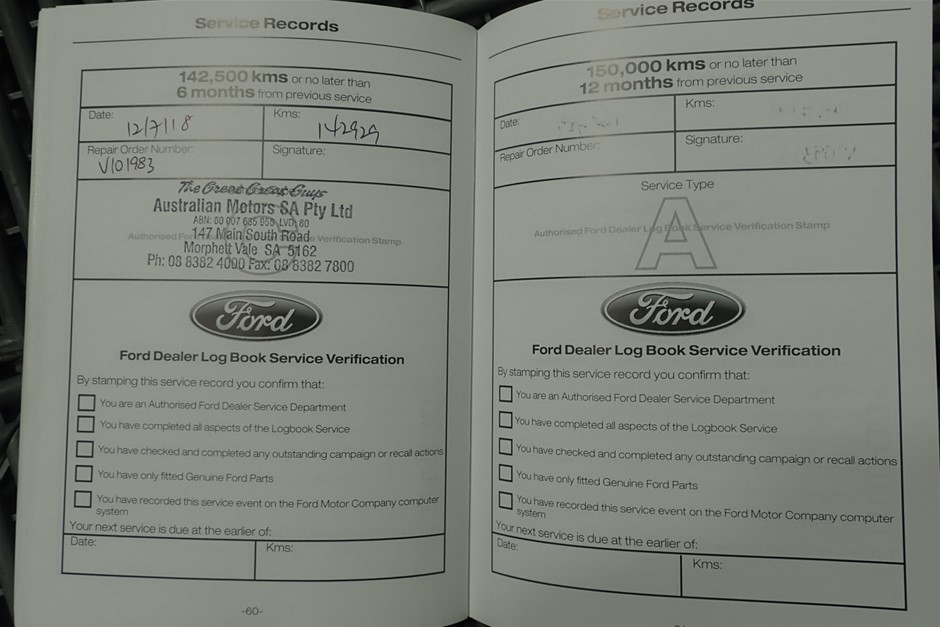 Service Records
142,500 kms or no later than
6 months from previous service
Date: 12/7/18
Kms: 142929
Repair Order Number: V101983
Signature:
The Great Great Guys
Australian Motors SA Pty Ltd
147 Main South Road
Authorised Fo e Verification Stamp
Morphett Vale SA 5162
Ph: 08 8382 4000 Fax: 08 8382 7800
Ford
Ford Dealer Log Book Service Verification
By stamping this service record you confirm that:
You are an Authorised Ford Dealer Service Department
You have completed all aspects of the Logbook Service
You have checked and completed any outstanding campaign or recall actions
You have only fitted Genuine Ford Parts
You have recorded this service event on the Ford Motor Company computer
system
Your next service is due at the earlier of:
Date:
Kms:
-60-
Service Records
150,000 kms or no later than
12 months from previous service
Date:
Kms:
Repair Order Number:
Signature:
Service Type
A
Authorised Ford Dealer Log Book Service Verification Stamp
Ford
Ford Dealer Log Book Service Verification
By stamping this service record you confirm that:
You are an Authorised Ford Dealer Service Department
You have completed all aspects of the Logbook Service
You have checked and completed any outstanding campaign or recall actions
You have only fitted Genuine Ford Parts
You have recorded this service event on the Ford Motor Company computer
system
Your next service is due at the earlier of:
Date:
Kms: